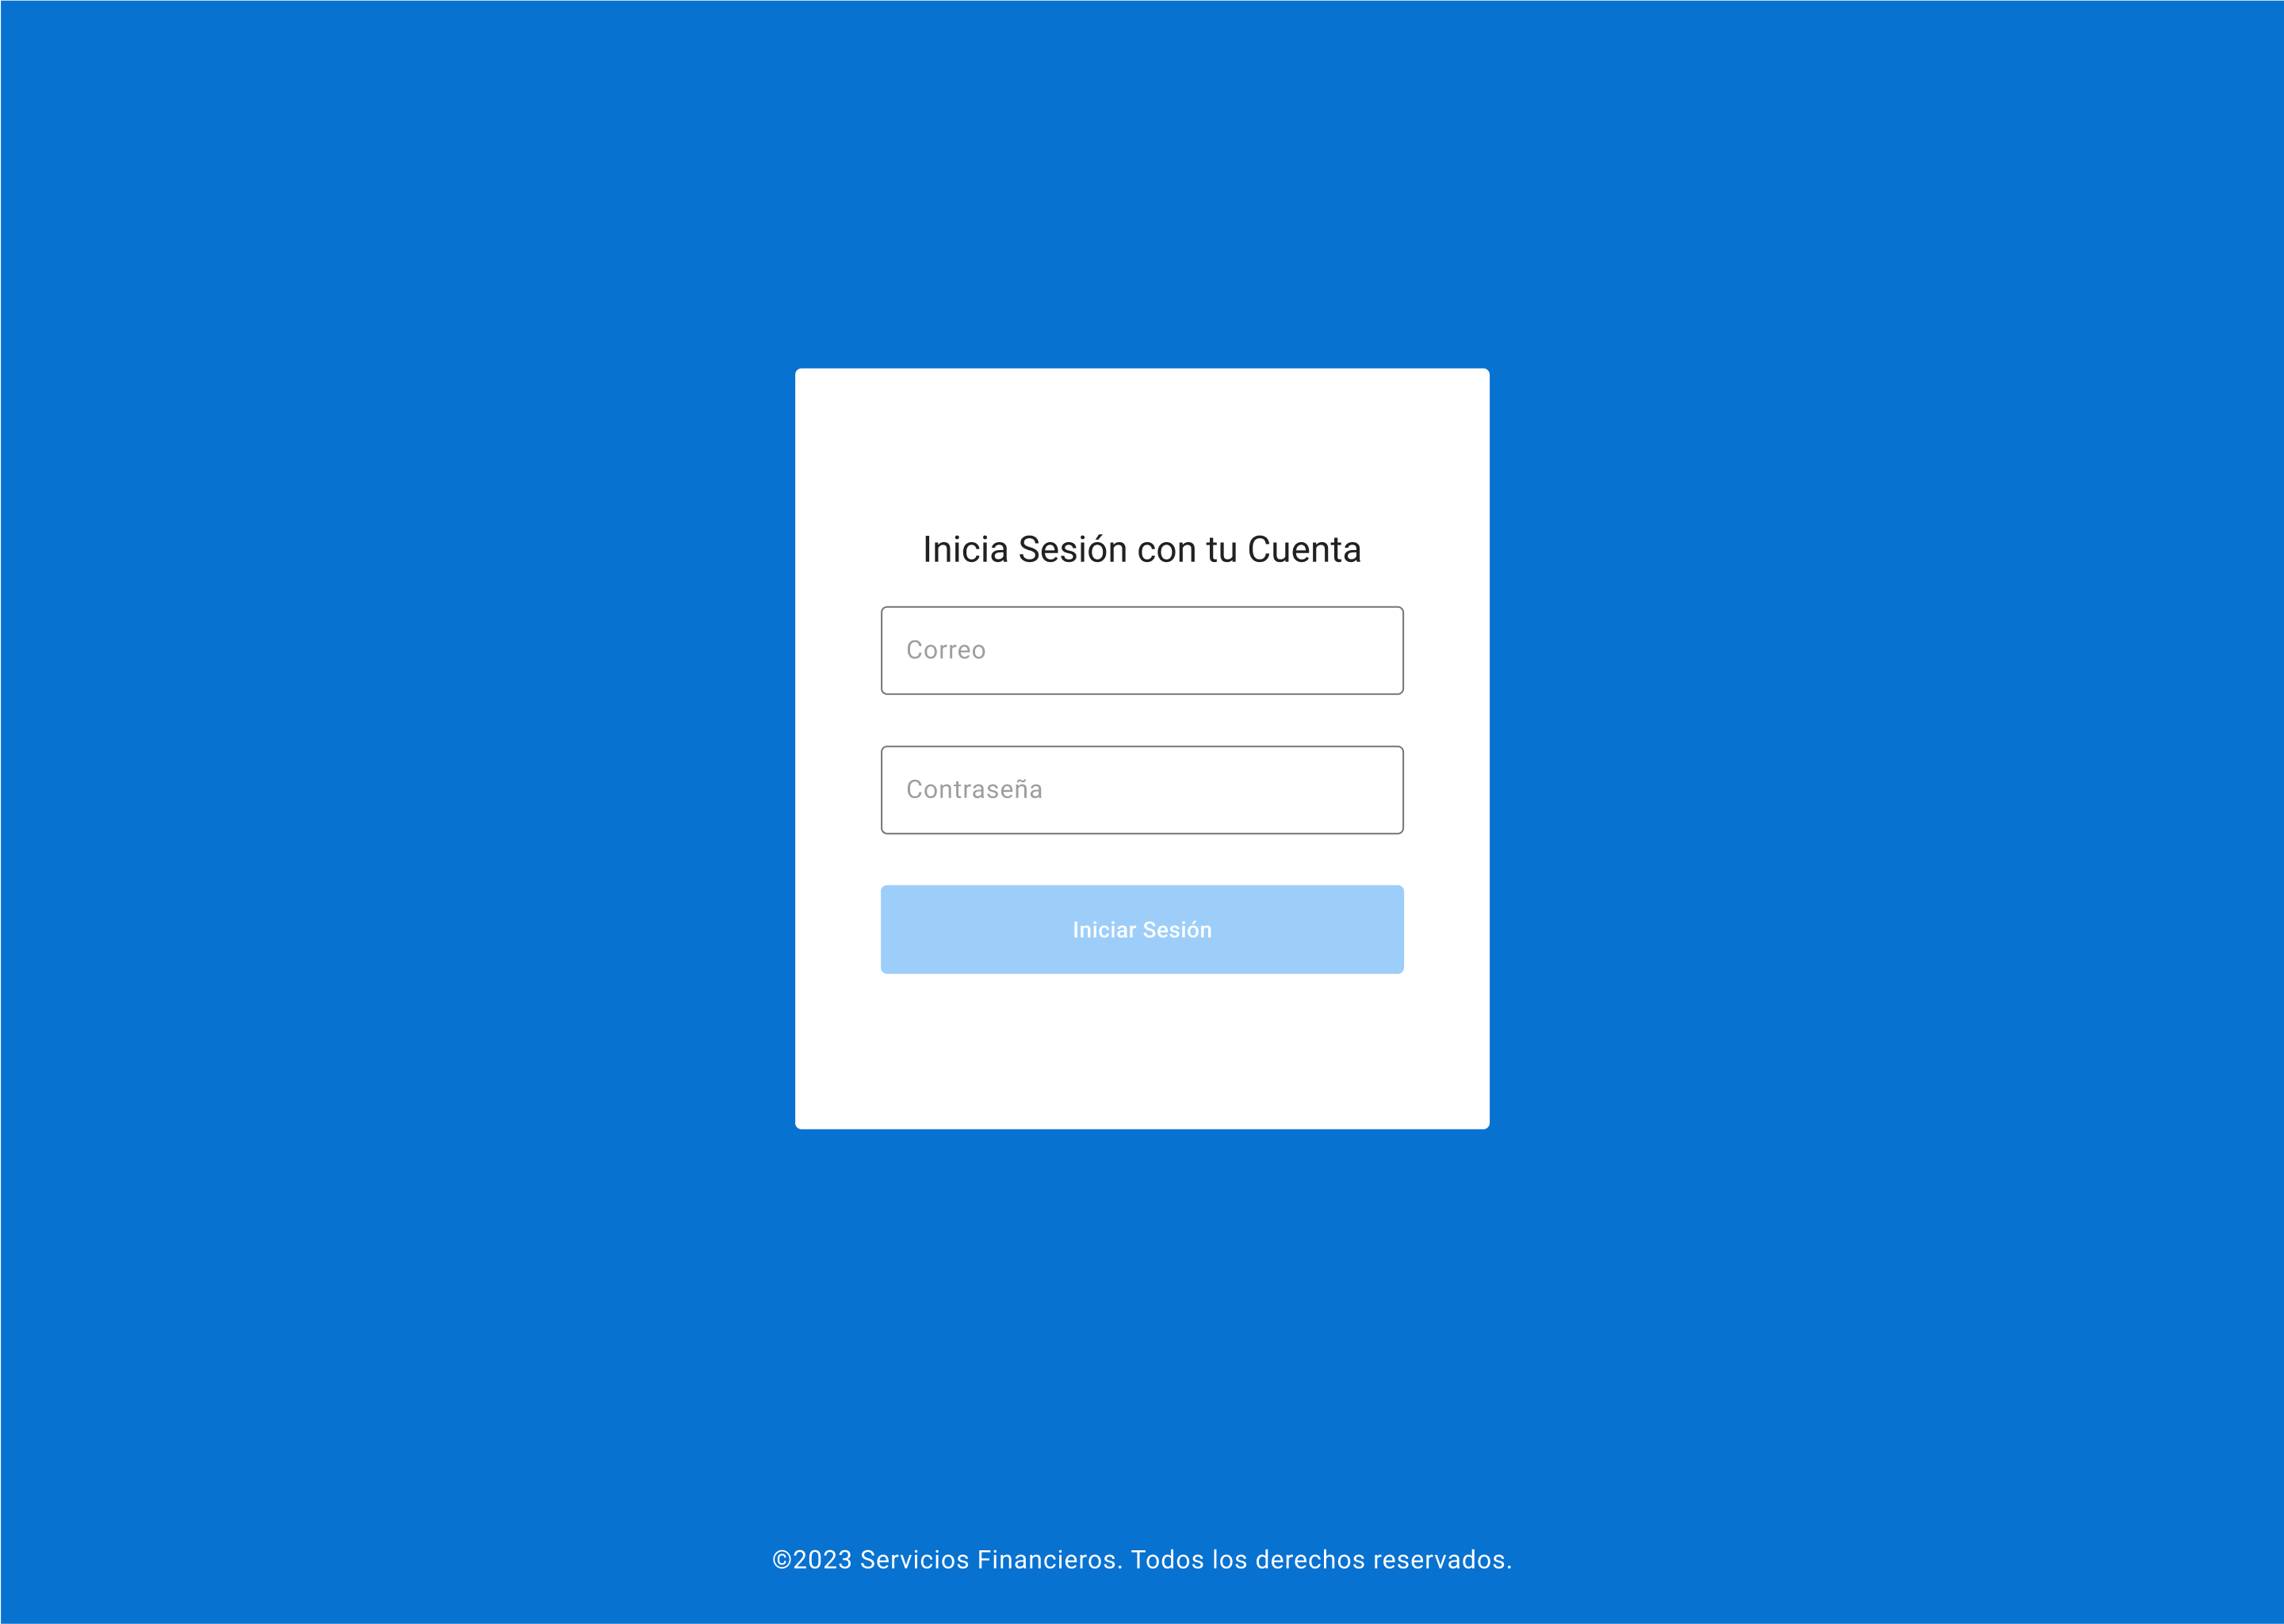 Inicia Sesión con tu Cuenta
Correo
Contraseña
Iniciar Sesión
©2023 Servicios Financieros. Todos los derechos reservados.